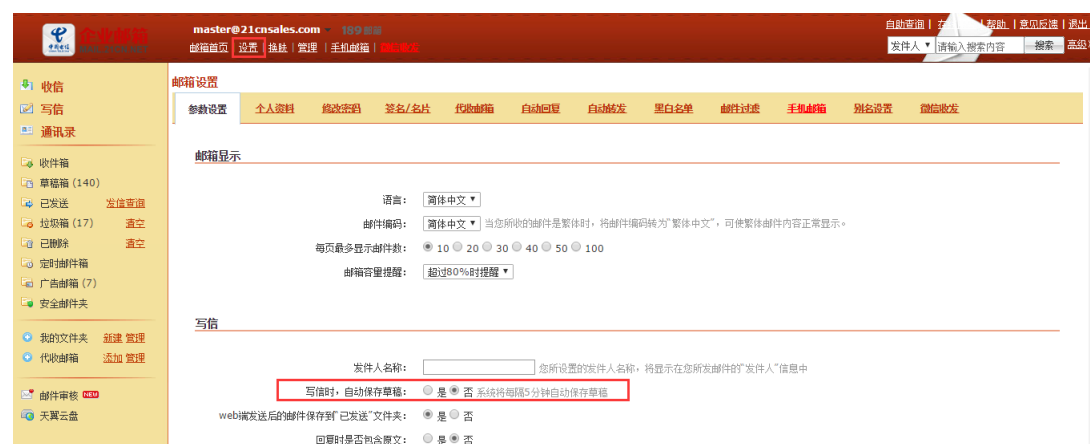 中国电信
企业邮箱
master@21cnsales.com 189邮箱
邮箱首页 | 设置 | 换肤 | 管理 | 手机邮箱 |
自助查询 | 在 帮助 | 意见反馈 | 退出
发件人 ▼ 请输入搜索内容 搜索 高级
收信
写信
通讯录
收件箱
草稿箱 (140)
已发送 发信查询
垃圾箱 (17) 清空
已删除 清空
定时邮件箱
广告邮箱 (7)
安全邮件夹
我的文件夹 新建 管理
代收邮箱 添加 管理
邮件审核 NEW
天翼云盘
邮箱设置
参数设置 个人资料 修改密码 签名/名片 代收邮箱 自动回复 自动转发 黑白名单 邮件过滤 手机邮箱 别名设置 微信收发
邮箱显示
语言: 简体中文 ▼
邮件编码: 简体中文 ▼ 当您所收的邮件是繁体时，将邮件编码转为"繁体中文"，可使繁体邮件内容正常显示。
每页最多显示邮件数: 10 20 30 40 50 100
邮箱容量提醒: 超过80%时提醒 ▼
写信
发件人名称: 您所设置的发件人名称，将显示在您所发邮件的"发件人"信息中
写信时，自动保存草稿: 是 否 系统将每隔5分钟自动保存草稿
web端发送后的邮件保存到"已发送"文件夹: 是 否
回复时是否包含原文: 是 否